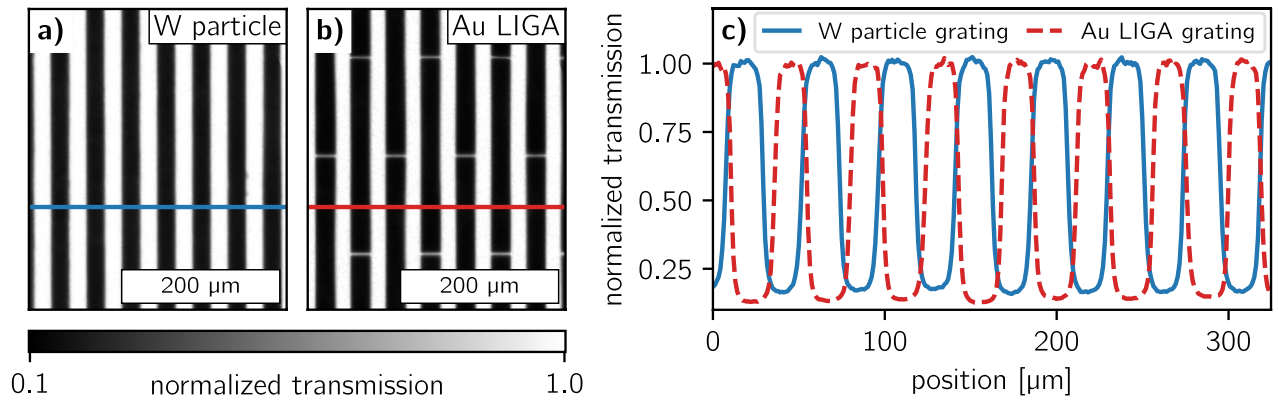 a) W particle
200 µm
b) Au LIGA
200 µm
0.1 normalized transmission 1.0
c) W particle grating Au LIGA grating
normalized transmission
1.00
0.75
0.50
0.25
0 100 200 300
position [µm]